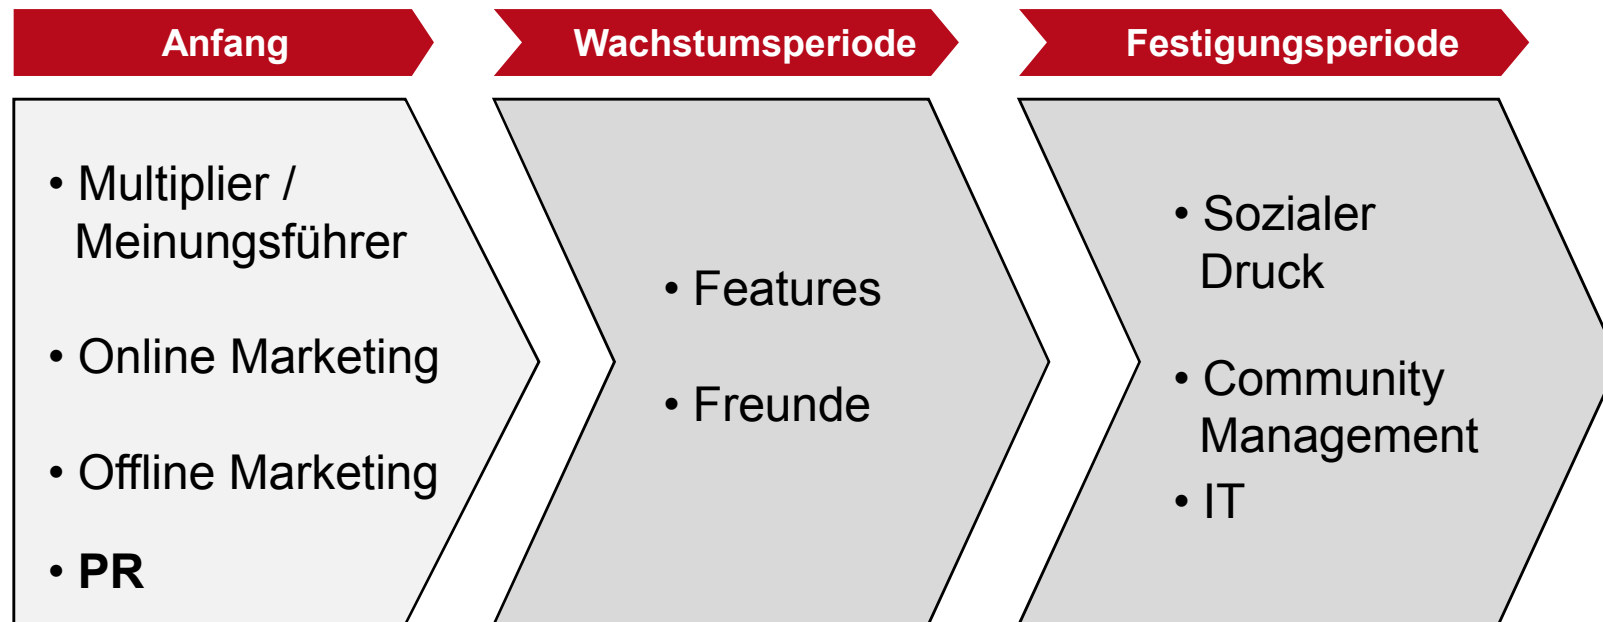 Anfang
Wachstumsperiode
Festigungsperiode
• Multiplier /
Meinungsführer
• Online Marketing
• Offline Marketing
• PR
• Features
• Freunde
• Sozialer
Druck
• Community
Management
• IT